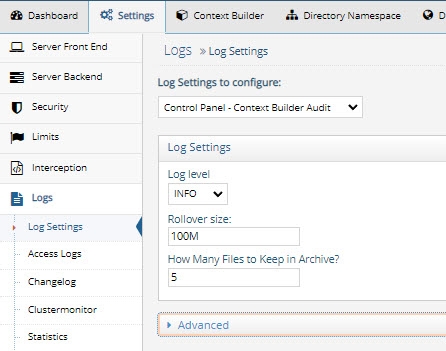 Dashboard
Settings
Context Builder
Directory Namespace
D
Server Front End
Server Backend
Security
Limits
Interception
Logs
Log Settings
Access Logs
Changelog
Clustermonitor
Statistics
Logs » Log Settings
Log Settings to configure:
Control Panel - Context Builder Audit
Log Settings
Log level
INFO
Rollover size:
100M
How Many Files to Keep in Archive?
5
Advanced